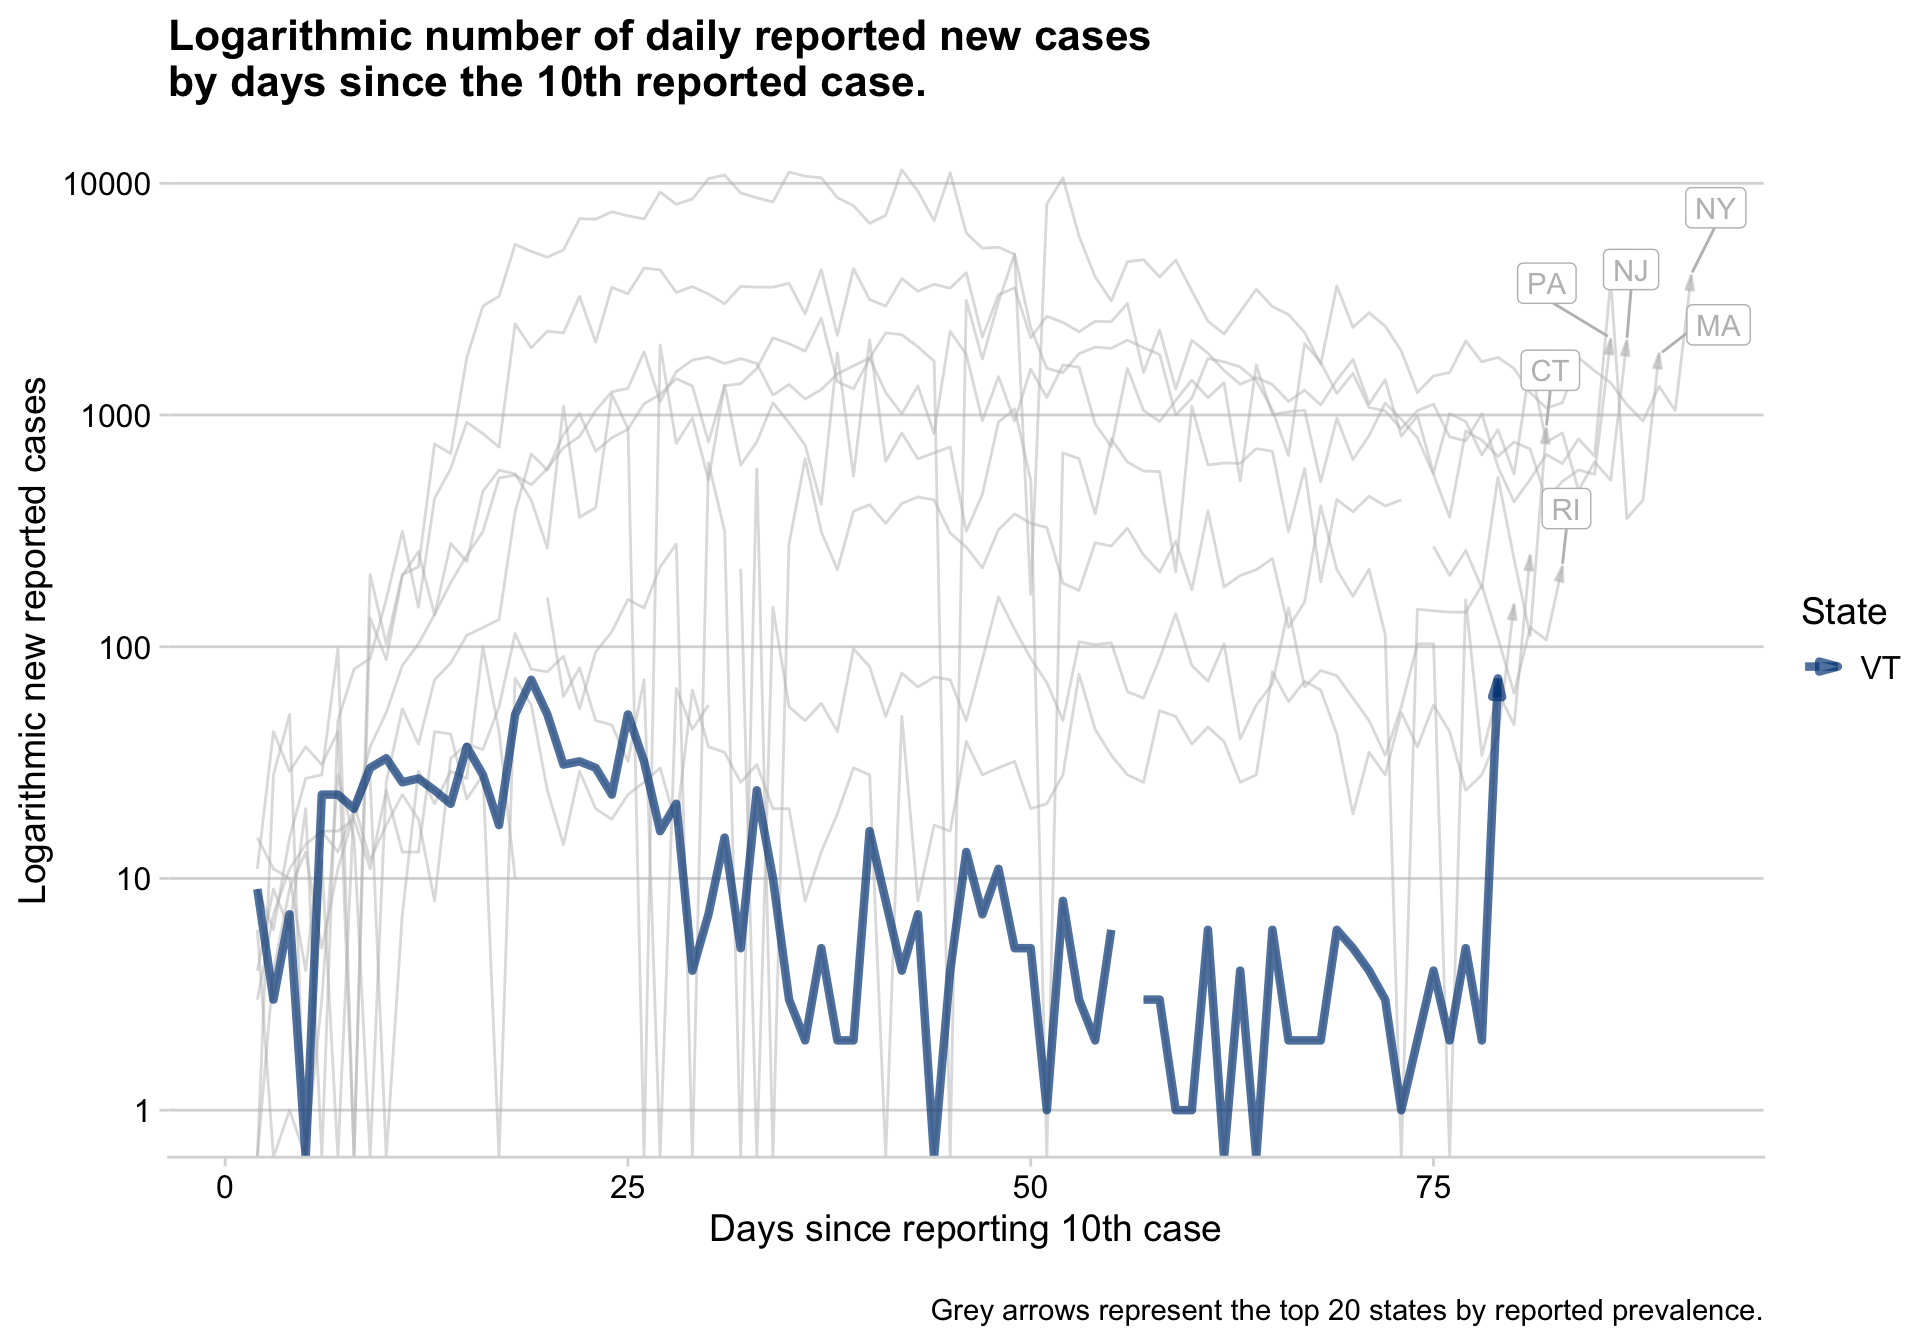 Logarithmic number of daily reported new cases
by days since the 10th reported case.
Logarithmic new reported cases
10000
1000
100
10
1
NY
NJ
PA
MA
CT
RI
State
VT
0
25
50
75
Days since reporting 10th case
Grey arrows represent the top 20 states by reported prevalence.